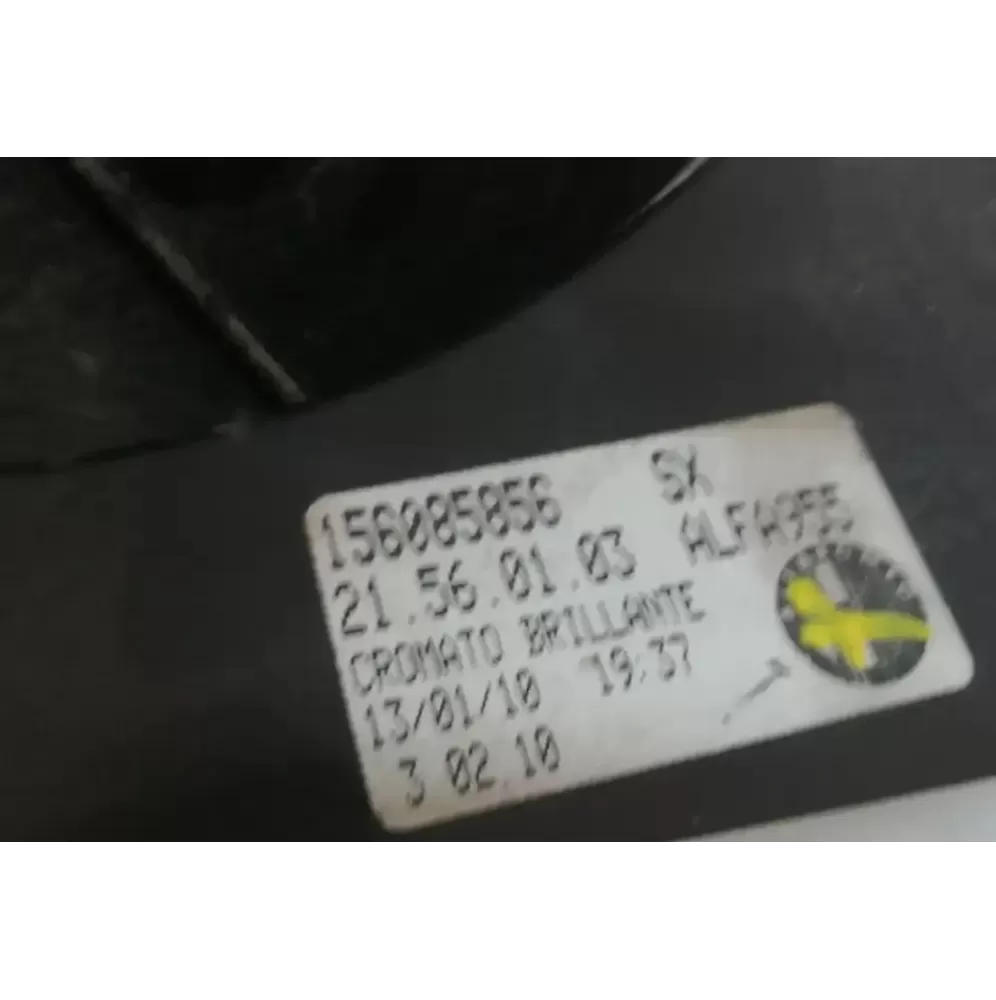 156085856 SX
21.56.01.03 ALFA955
CROMATO BRILLANTE
13/01/10 19:37
3 02 10